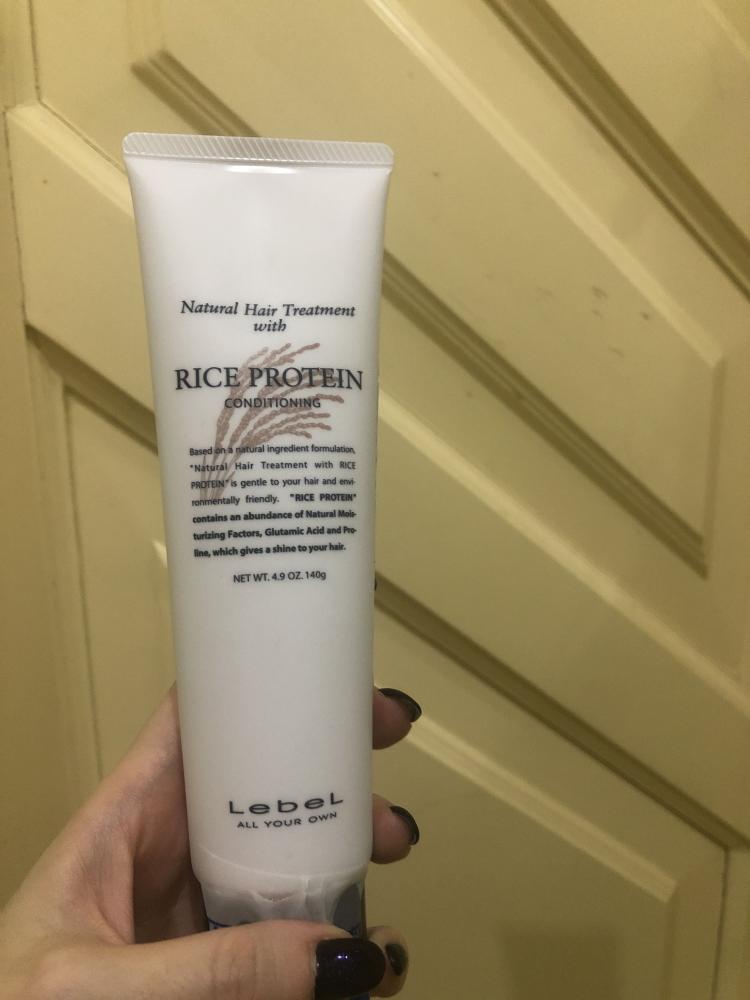 Natural Hair Treatment
with
RICE PROTEIN
CONDITIONING
Based on a natural ingredient formulation,
"Natural Hair Treatment with RICE
PROTEIN" is gentle to your hair and envi-
ronmentally friendly. "RICE PROTEIN"
contains an abundance of Natural Mois-
turizing Factors, Glutamic Acid and Pro-
line, which gives a shine to your hair.
NET WT. 4.9 OZ. 140g
LebeL
ALL YOUR OWN